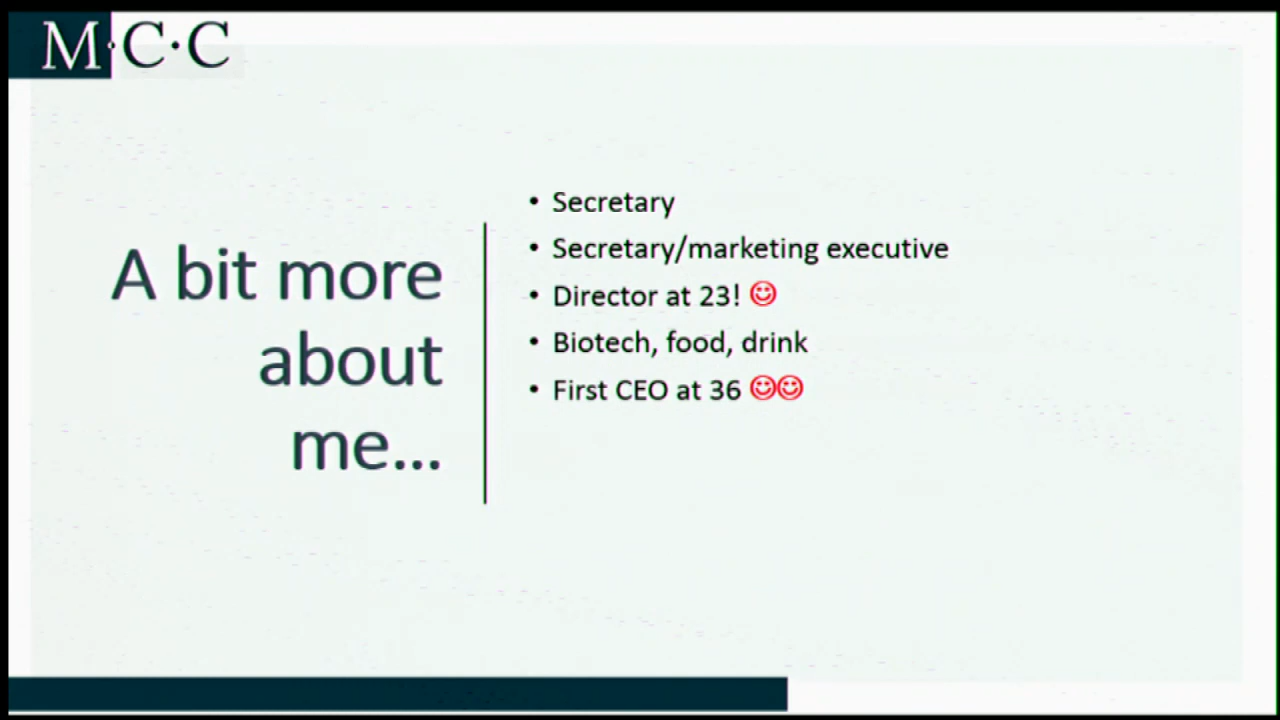 M·C·C
A bit more
about
me...
• Secretary
• Secretary/marketing executive
• Director at 23! ☺
• Biotech, food, drink
• First CEO at 36 ☺☺